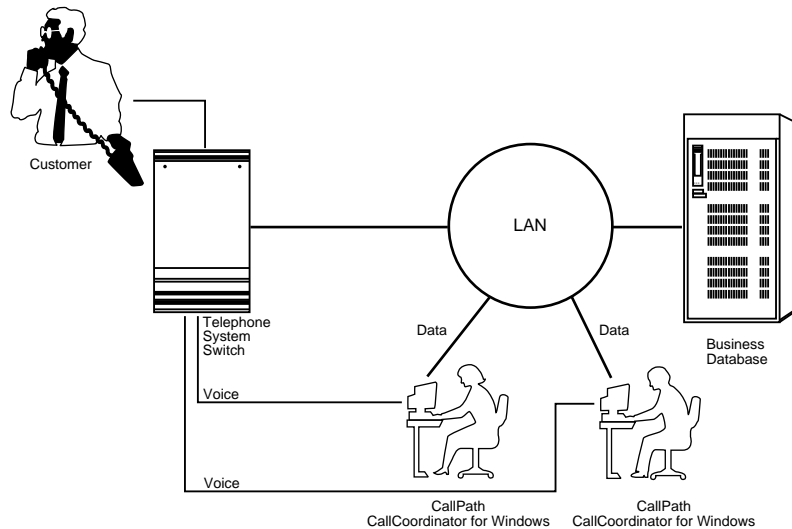 Customer
LAN
Telephone
System
Switch
Data
Data
Business
Database
Voice
Voice
CallPath
CallCoordinator for Windows
CallPath
CallCoordinator for Windows